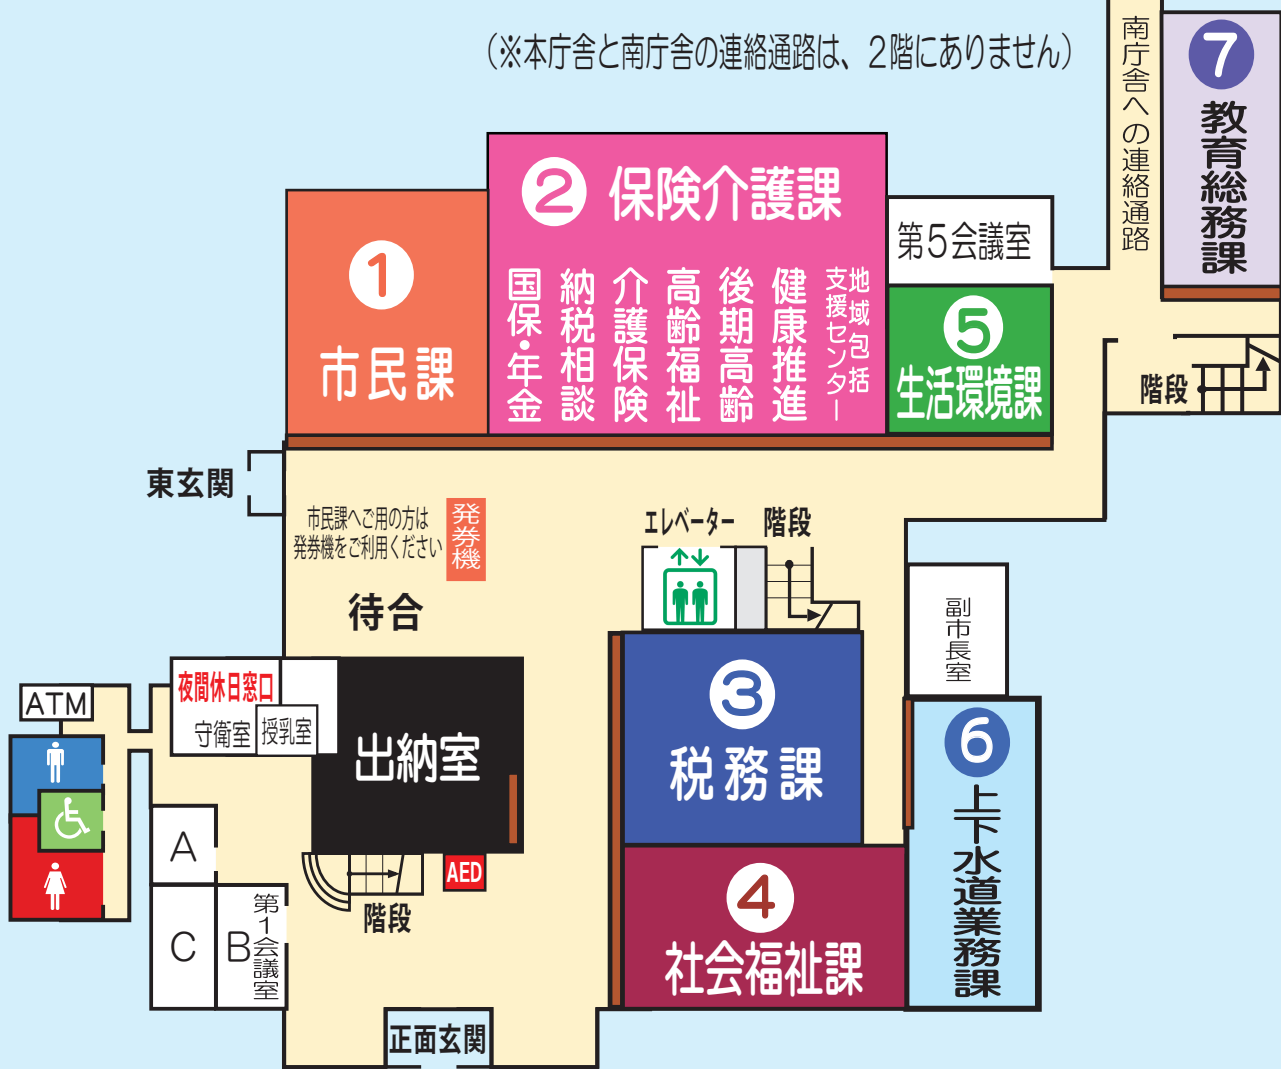 （※本庁舎と南庁舎の連絡通路は、２階にありません）
南庁舎への連絡通路
7
教育総務課
1
市民課
2 保険介護課
国保・年金
納税相談
介護保険
高齢福祉
後期高齢
健康推進
地域包括
支援センター
第５会議室
5
生活環境課
階段
東玄関
市民課へご用の方は
発券機をご利用ください
発券機
待合
エレベーター
階段
副市長室
夜間休日窓口
守衛室
授乳室
出納室
ATM
3
税務課
6
上下水道業務課
A
AED
階段
4
社会福祉課
C
B
第１会議室
正面玄関